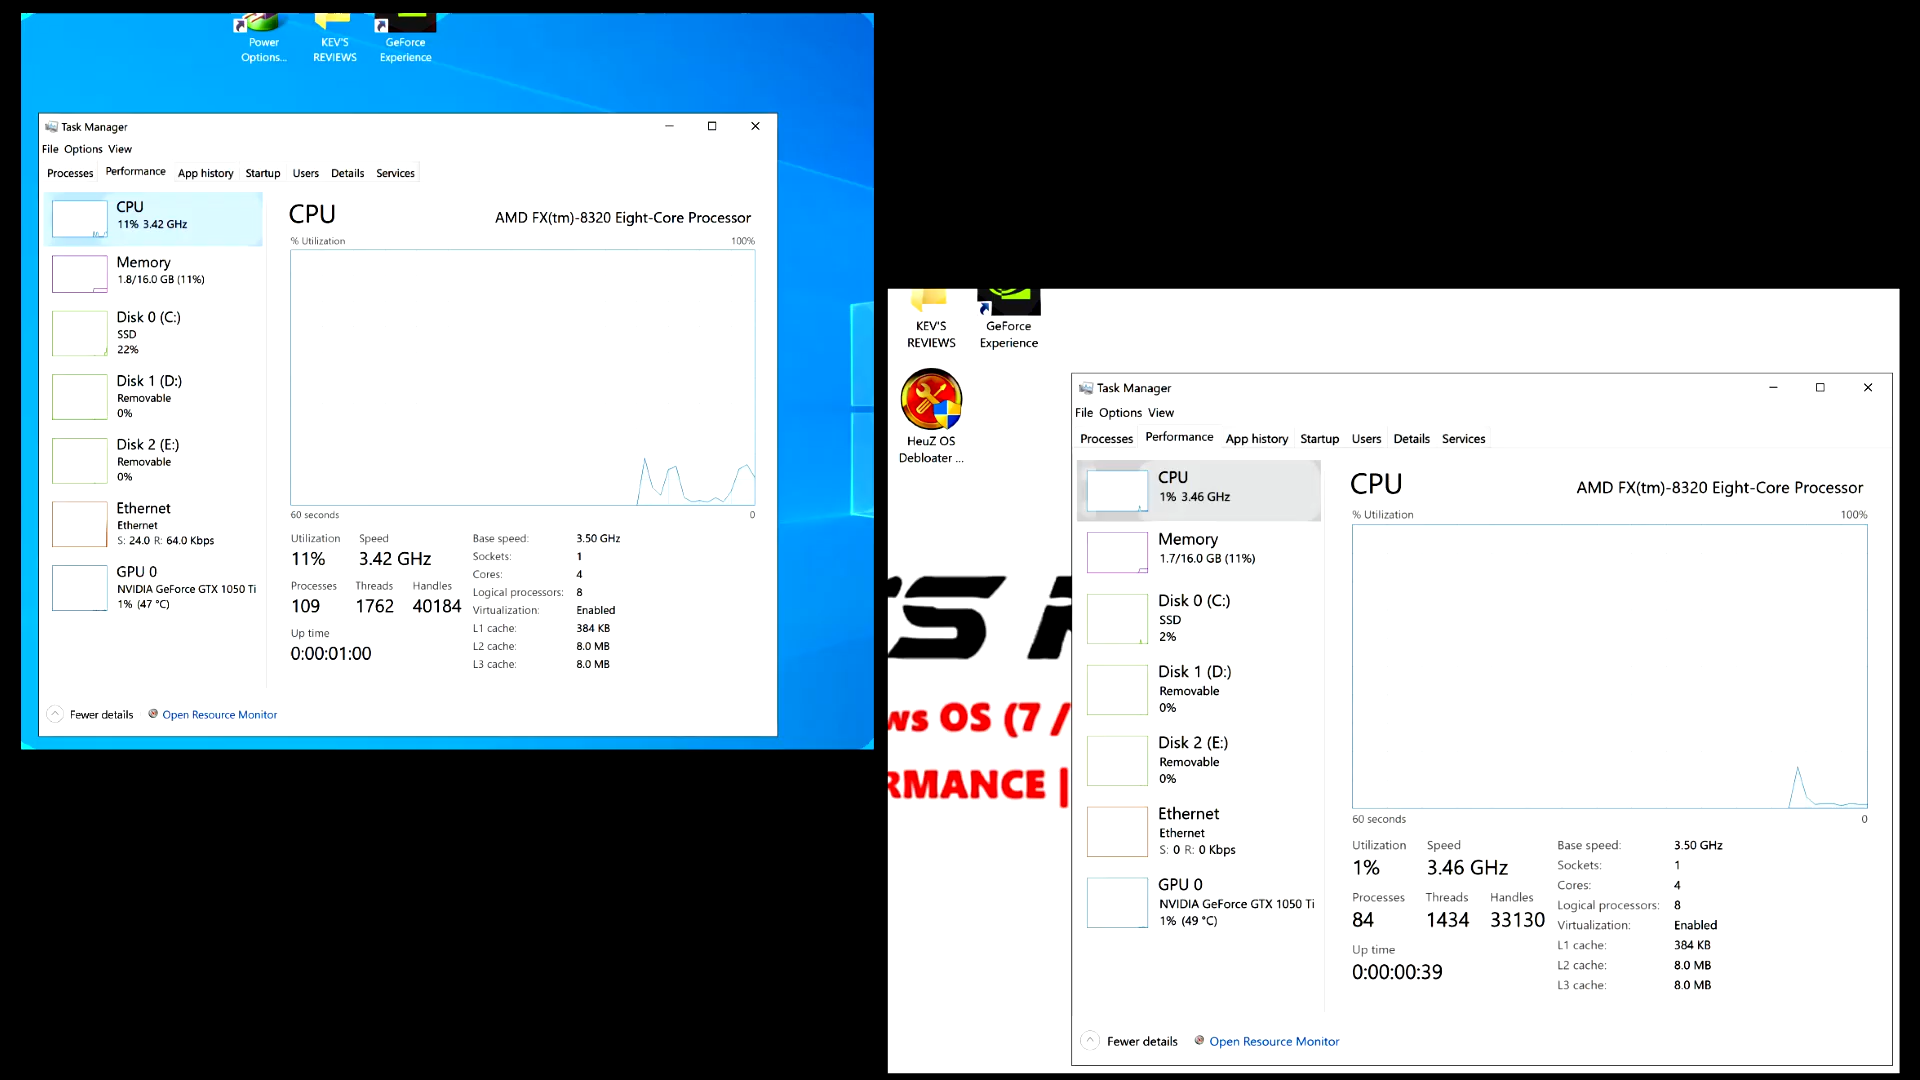 Power
Options...
KEV'S
REVIEWS
GeForce
Experience
Task Manager
File Options View
Processes Performance App history Startup Users Details Services
CPU
11% 3.42 GHz
Memory
1.8/16.0 GB (11%)
Disk 0 (C:)
SSD
22%
Disk 1 (D:)
Removable
0%
Disk 2 (E:)
Removable
0%
Ethernet
Ethernet
S: 24.0 R: 64.0 Kbps
GPU 0
NVIDIA GeForce GTX 1050 Ti
1% (47 °C)
CPU
AMD FX(tm)-8320 Eight-Core Processor
% Utilization 100%
60 seconds 0
Utilization Speed
11% 3.42 GHz
Processes Threads Handles
109 1762 40184
Up time
0:00:01:00
Base speed: 3.50 GHz
Sockets: 1
Cores: 4
Logical processors: 8
Virtualization: Enabled
L1 cache: 384 KB
L2 cache: 8.0 MB
L3 cache: 8.0 MB
Fewer details Open Resource Monitor
KEV'S
REVIEWS
GeForce
Experience
HeuZ OS
Debloater ...
'S R
ws OS (7 /
RMANCE |
Task Manager
File Options View
Processes Performance App history Startup Users Details Services
CPU
1% 3.46 GHz
Memory
1.7/16.0 GB (11%)
Disk 0 (C:)
SSD
2%
Disk 1 (D:)
Removable
0%
Disk 2 (E:)
Removable
0%
Ethernet
Ethernet
S: 0 R: 0 Kbps
GPU 0
NVIDIA GeForce GTX 1050 Ti
1% (49 °C)
CPU
AMD FX(tm)-8320 Eight-Core Processor
% Utilization 100%
60 seconds 0
Utilization Speed
1% 3.46 GHz
Processes Threads Handles
84 1434 33130
Up time
0:00:00:39
Base speed: 3.50 GHz
Sockets: 1
Cores: 4
Logical processors: 8
Virtualization: Enabled
L1 cache: 384 KB
L2 cache: 8.0 MB
L3 cache: 8.0 MB
Fewer details Open Resource Monitor